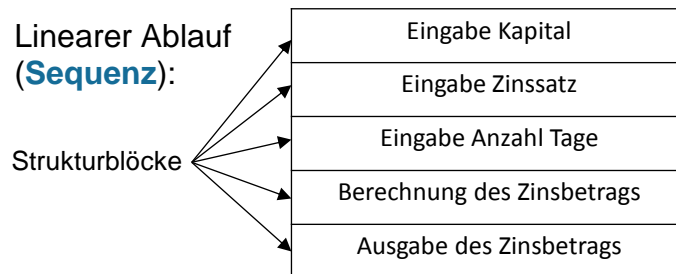 Linearer Ablauf
(Sequenz):
Strukturblöcke
Eingabe Kapital
Eingabe Zinssatz
Eingabe Anzahl Tage
Berechnung des Zinsbetrags
Ausgabe des Zinsbetrags